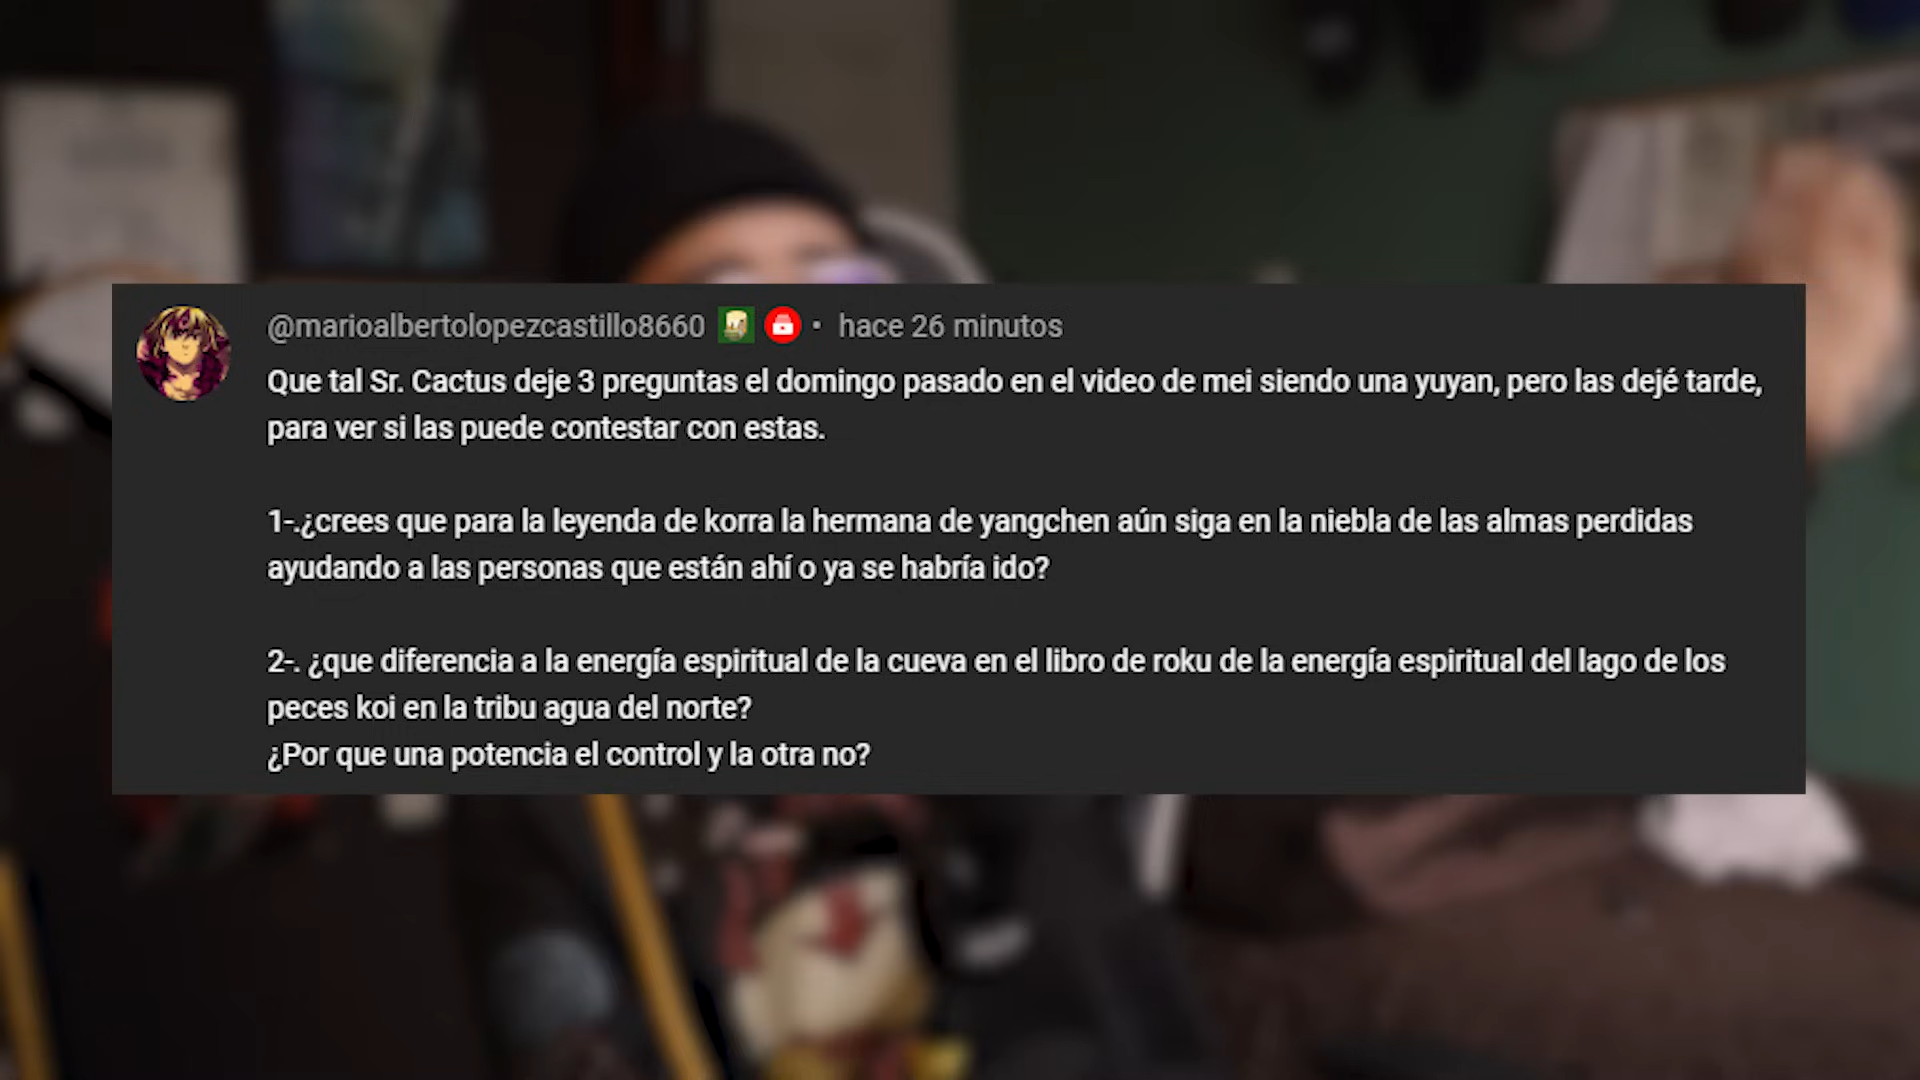 @marioalbertolopezcastillo8660 • hace 26 minutos
Que tal Sr. Cactus deje 3 preguntas el domingo pasado en el video de mei siendo una yuyan, pero las dejé tarde,
para ver si las puede contestar con estas.
1-.¿crees que para la leyenda de korra la hermana de yangchen aún siga en la niebla de las almas perdidas
ayudando a las personas que están ahí o ya se habría ido?
2-. ¿que diferencia a la energía espiritual de la cueva en el libro de roku de la energía espiritual del lago de los
peces koi en la tribu agua del norte?
¿Por que una potencia el control y la otra no?